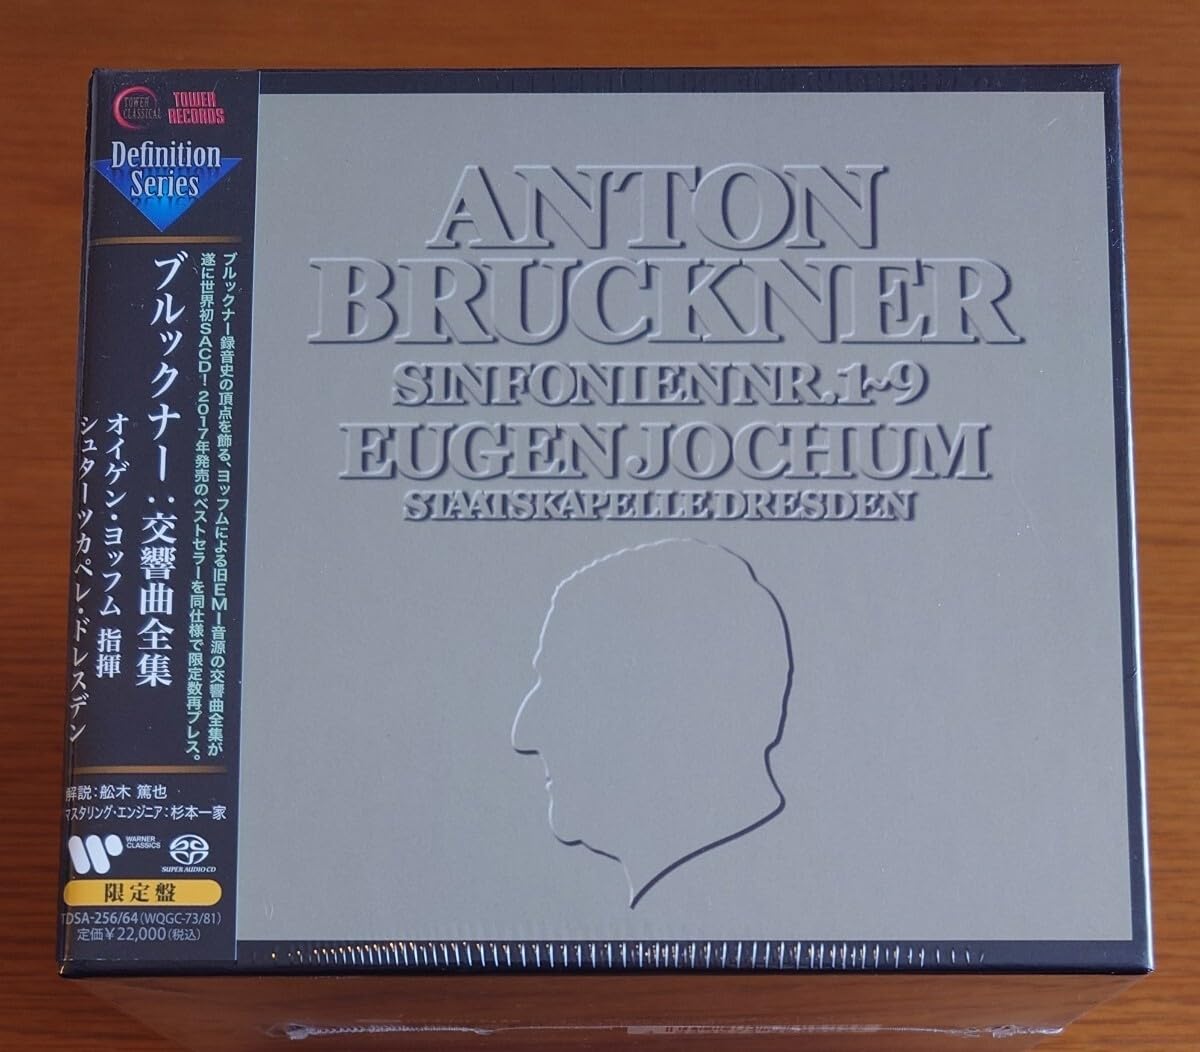 TOWER
CLASSICAL
TOWER
RECORDS
Definition
Series
ブルックナー録音史の頂点を飾る、ヨッフムによる旧EMI音源の交響曲全集が
遂に世界初SACD!2017年発売のベストセラーを同仕様で限定数再プレス。
ブルックナー:交響曲全集
オイゲン・ヨッフム 指揮
シュターツカペレ・ドレスデン
解説:舩木 篤也
マスタリング・エンジニア:杉本一家
WARNER
CLASSICS
SUPER AUDIO CD
限定盤
TDSA-256/64(WQGC-73/81)
定価¥22,000(税込)
ANTON
BRUCKNER
SINFONIEN NR.1~9
EUGEN JOCHUM
STAATSKAPELLE DRESDEN